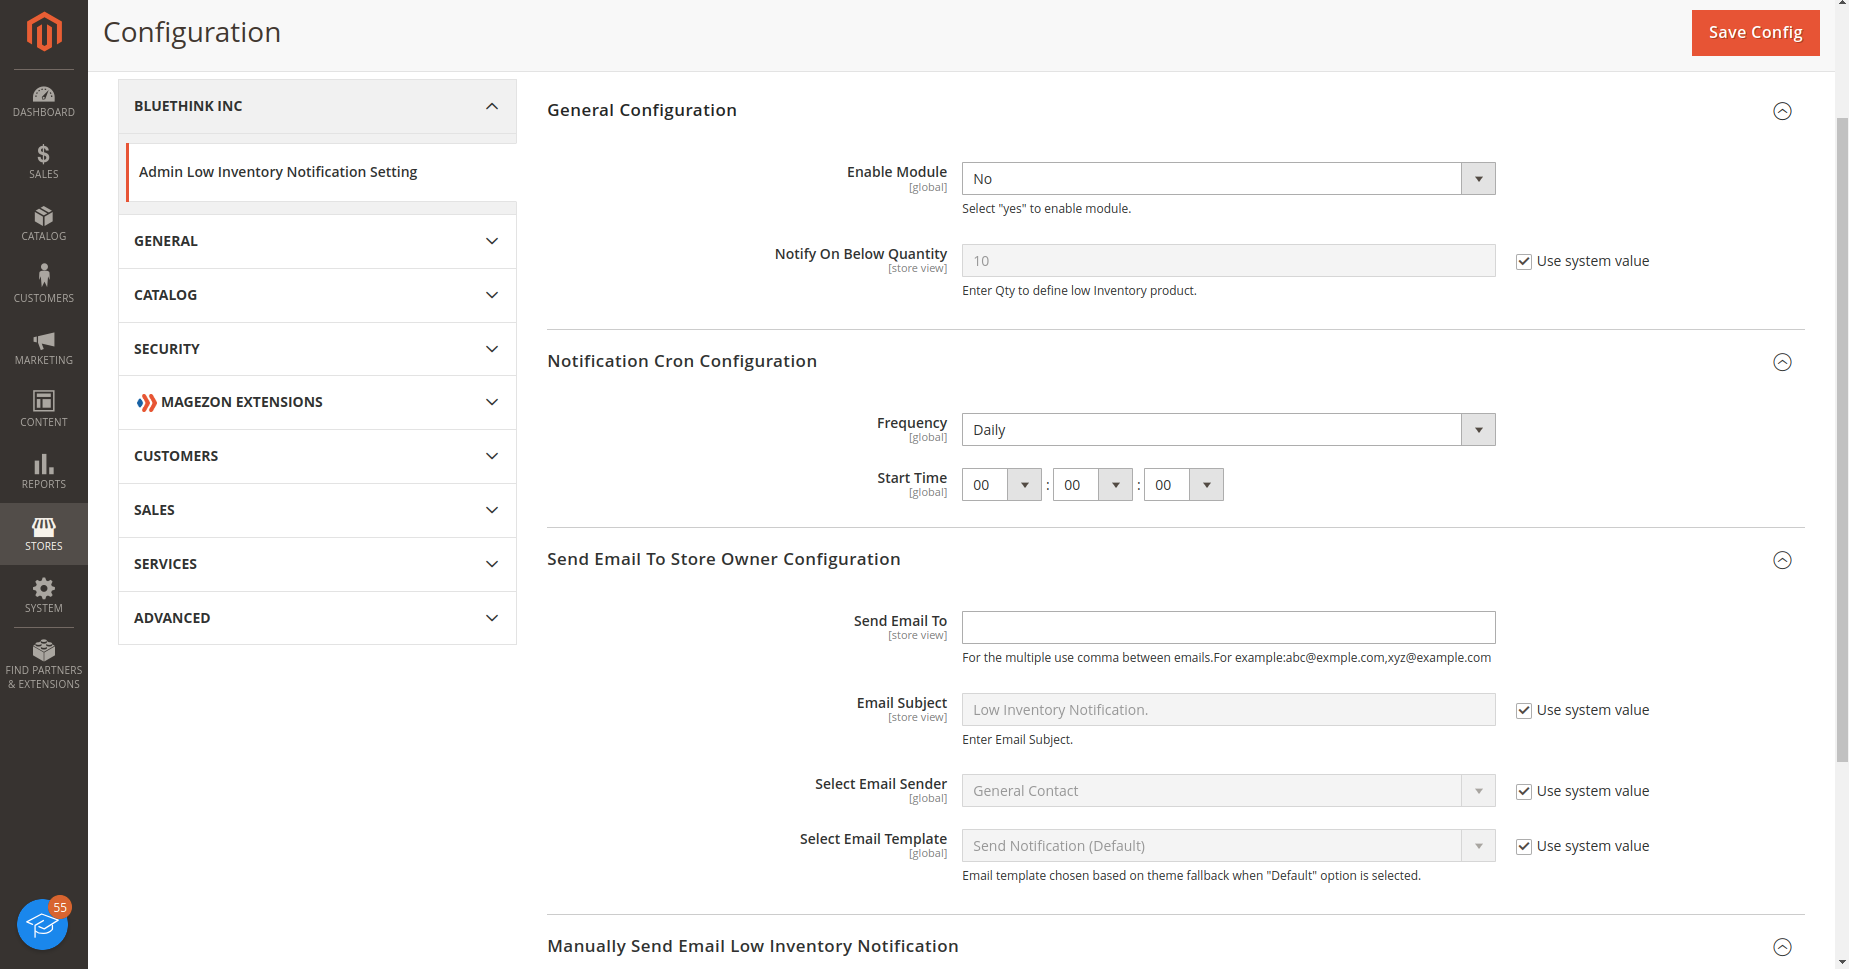 Configuration
Save Config
DASHBOARD
SALES
CATALOG
CUSTOMERS
MARKETING
CONTENT
REPORTS
STORES
SYSTEM
FIND PARTNERS
& EXTENSIONS
55
BLUETHINK INC
Admin Low Inventory Notification Setting
GENERAL
CATALOG
SECURITY
MAGEZON EXTENSIONS
CUSTOMERS
SALES
SERVICES
ADVANCED
General Configuration
Enable Module
[global]
No
Select "yes" to enable module.
Notify On Below Quantity
[store view]
10
Use system value
Enter Qty to define low Inventory product.
Notification Cron Configuration
Frequency
[global]
Daily
Start Time
[global]
00 : 00 : 00
Send Email To Store Owner Configuration
Send Email To
[store view]
For the multiple use comma between emails.For example:abc@exmple.com,xyz@example.com
Email Subject
[store view]
Low Inventory Notification.
Use system value
Enter Email Subject.
Select Email Sender
[global]
General Contact
Use system value
Select Email Template
[global]
Send Notification (Default)
Use system value
Email template chosen based on theme fallback when "Default" option is selected.
Manually Send Email Low Inventory Notification